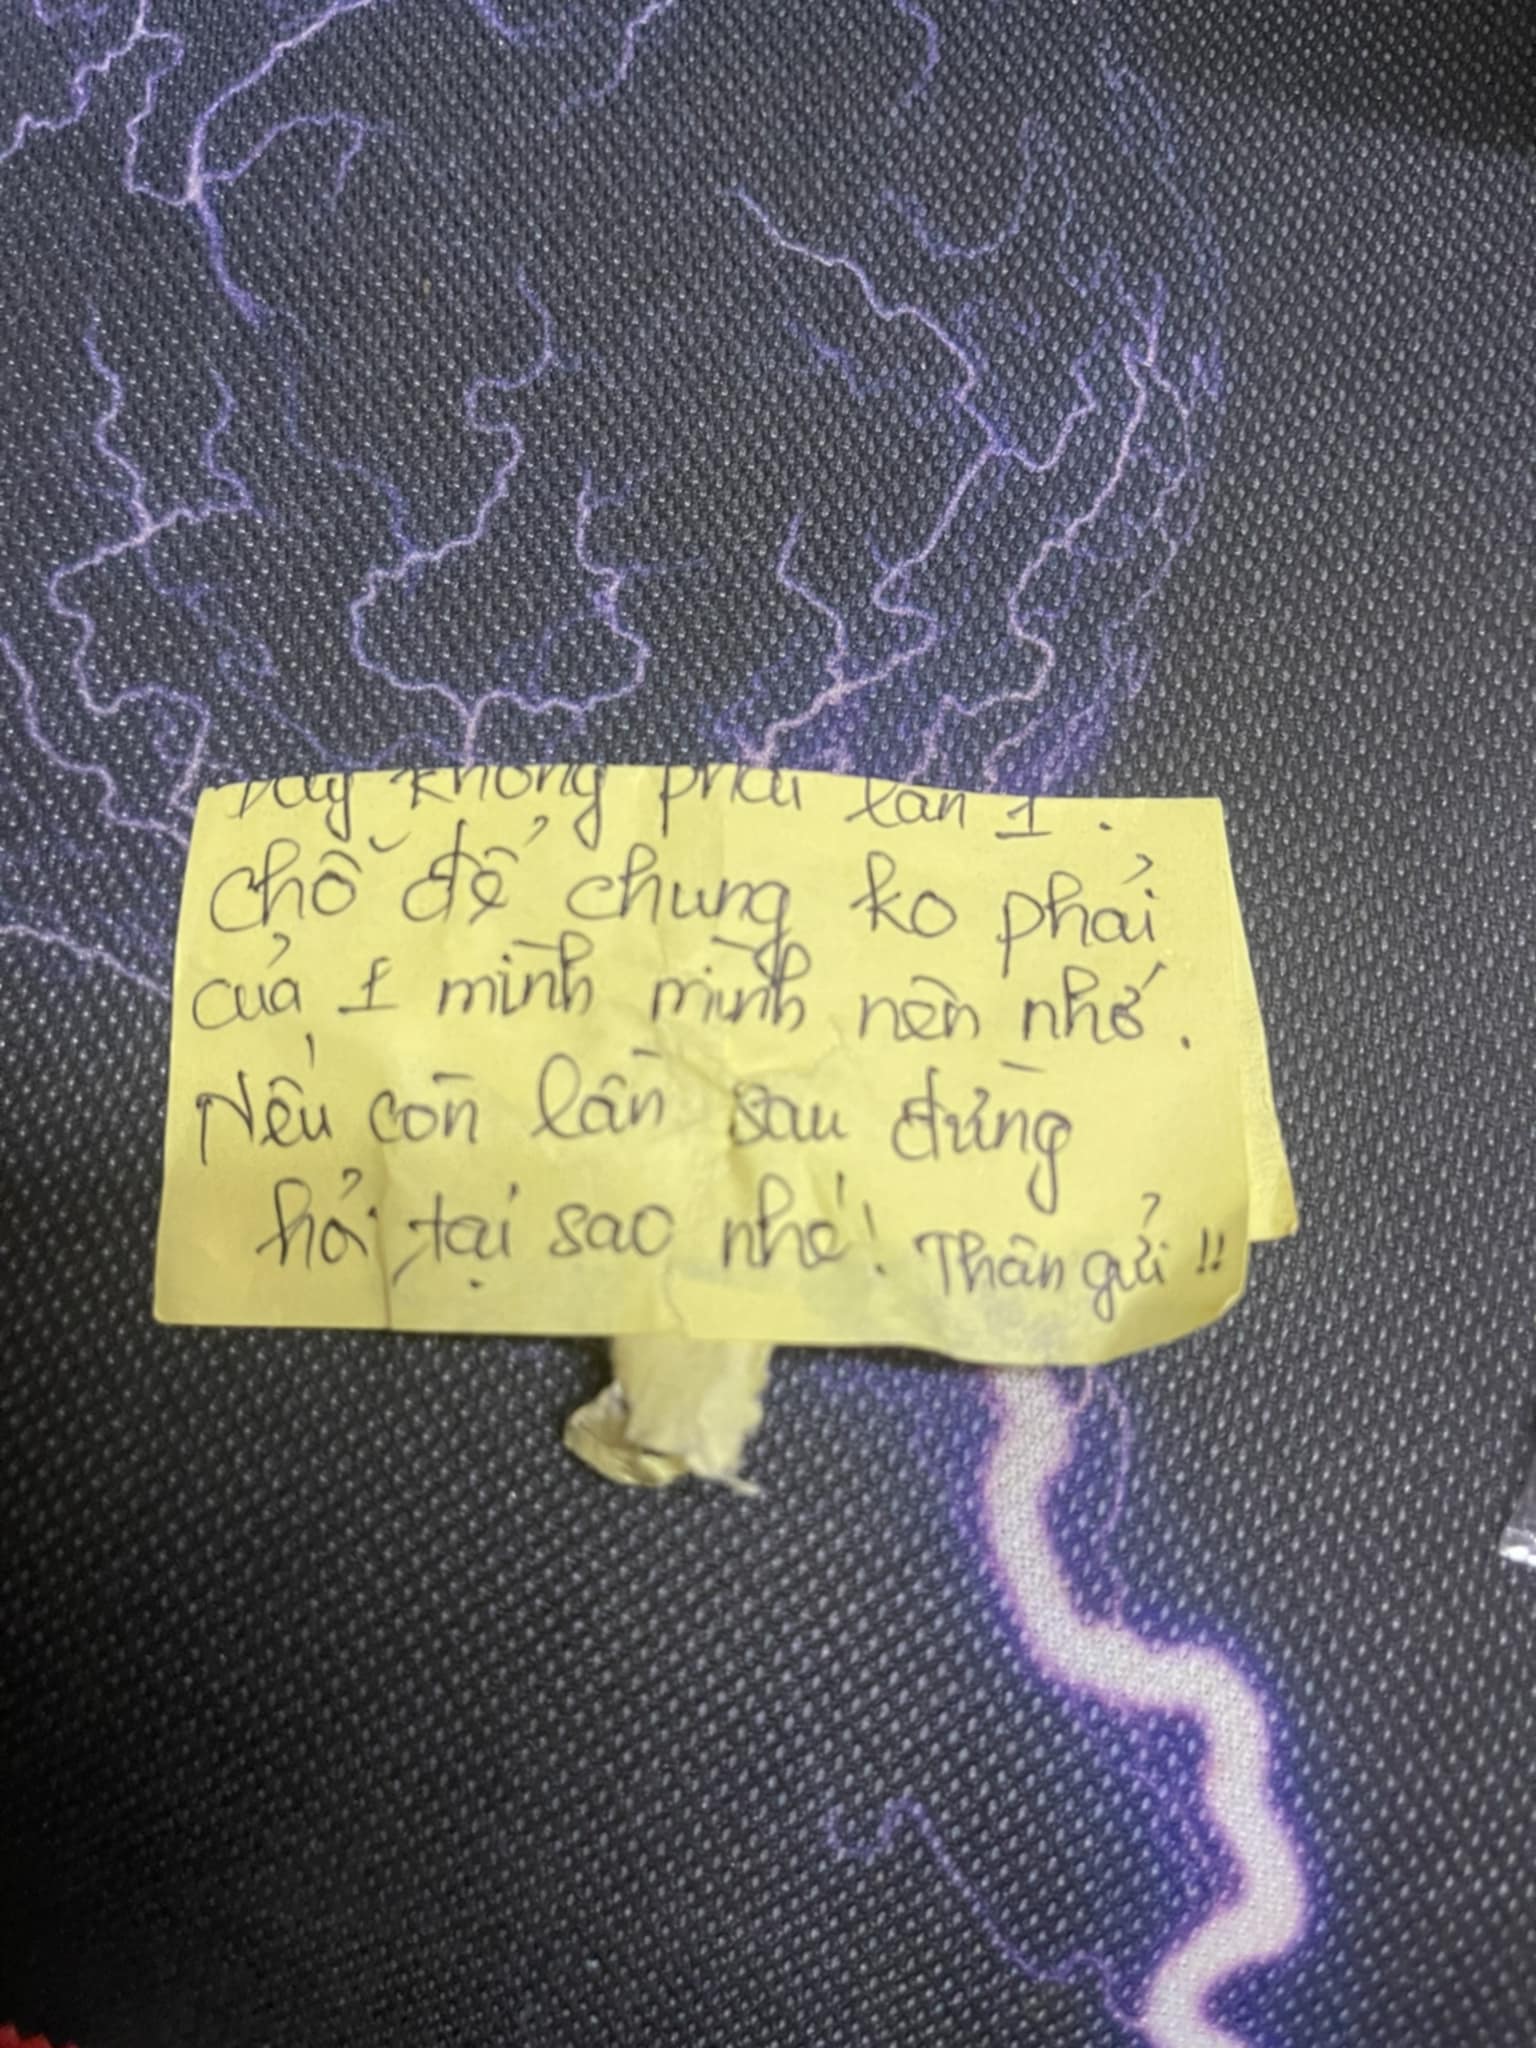 Đây không phải lần 1.
chỗ để chung ko phải
của 1 mình mình nên nhớ.
Nếu còn lần sau đừng
hỏi tại sao nhé! Thân gửi !!